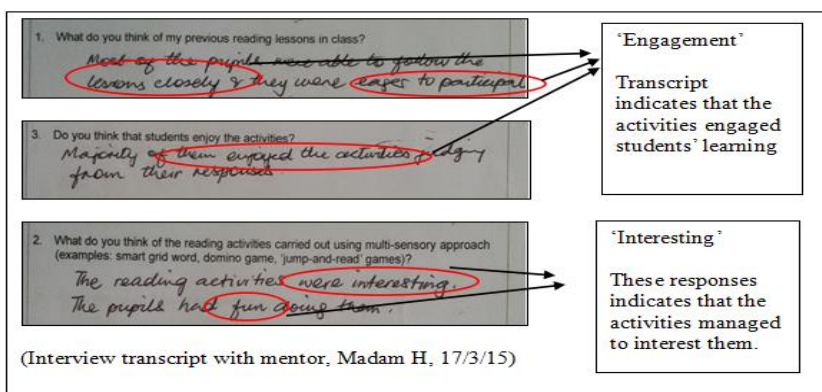 1. What do you think of my previous reading lessons in class?
Most of the pupils were able to follow the
lessons closely & they were eager to participate
3. Do you think that students enjoy the activities?
Majority of them enjoyed the activities judging
from their responses.
2. What do you think of the reading activities carried out using multi-sensory approach
(examples: smart grid word, domino game, 'jump-and-read' games)?
The reading activities were interesting.
The pupils had fun doing them.
(Interview transcript with mentor, Madam H, 17/3/15)
'Engagement'
Transcript
indicates that the
activities engaged
students' learning
'Interesting'
These responses
indicates that the
activities managed
to interest them.